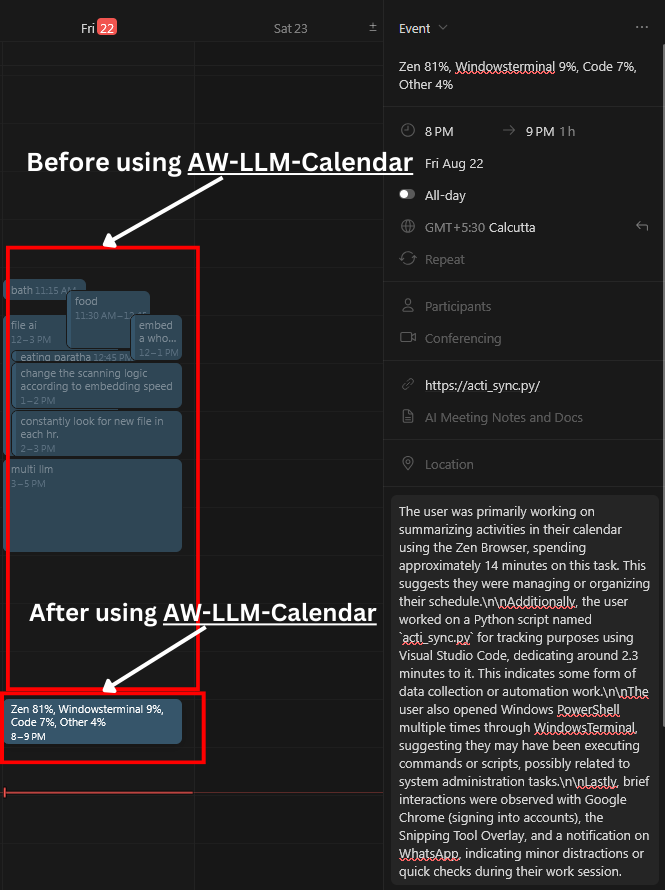 Fri 22
Sat 23
±
Before using AW-LLM-Calendar
bath 11:15 AM
food
11:30 AM – 12:45
file ai
12 – 3 PM
embed
a who...
12 – 1 PM
eating paratha 12:45 PM
change the scanning logic
according to embedding speed
1 – 2 PM
constantly look for new file in
each hr.
2 – 3 PM
multi llm
3 – 5 PM
After using AW-LLM-Calendar
Zen 81%, Windowsterminal 9%,
Code 7%, Other 4%
8 – 9 PM
Event
Zen 81%, Windowsterminal 9%, Code 7%,
Other 4%
8 PM → 9 PM 1 h
Fri Aug 22
All-day
GMT+5:30 Calcutta
Repeat
Participants
Conferencing
https://acti_sync.py/
AI Meeting Notes and Docs
Location
The user was primarily working on
summarizing activities in their calendar
using the Zen Browser, spending
approximately 14 minutes on this task. This
suggests they were managing or organizing
their schedule.\n\nAdditionally, the user
worked on a Python script named
`acti_sync.py` for tracking purposes using
Visual Studio Code, dedicating around 2.3
minutes to it. This indicates some form of
data collection or automation work.\n\nThe
user also opened Windows PowerShell
multiple times through WindowsTerminal,
suggesting they may have been executing
commands or scripts, possibly related to
system administration tasks.\n\nLastly, brief
interactions were observed with Google
Chrome (signing into accounts), the
Snipping Tool Overlay, and a notification on
WhatsApp, indicating minor distractions or
quick checks during their work session.